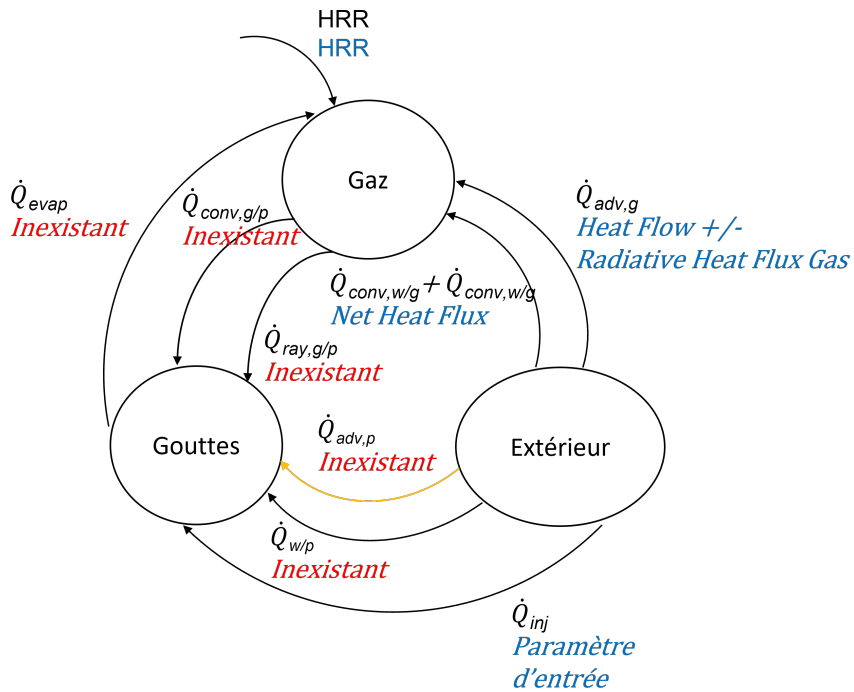 HRR
HRR
Gaz
Q̇evap
Inexistant
Q̇conv,g/p
Inexistant
Q̇adv,g
Heat Flow +/-
Radiative Heat Flux Gas
Q̇conv,w/g + Q̇conv,w/g
Net Heat Flux
Q̇ray,g/p
Inexistant
Gouttes
Q̇adv,p
Inexistant
Extérieur
Q̇w/p
Inexistant
Q̇inj
Paramètre
d'entrée